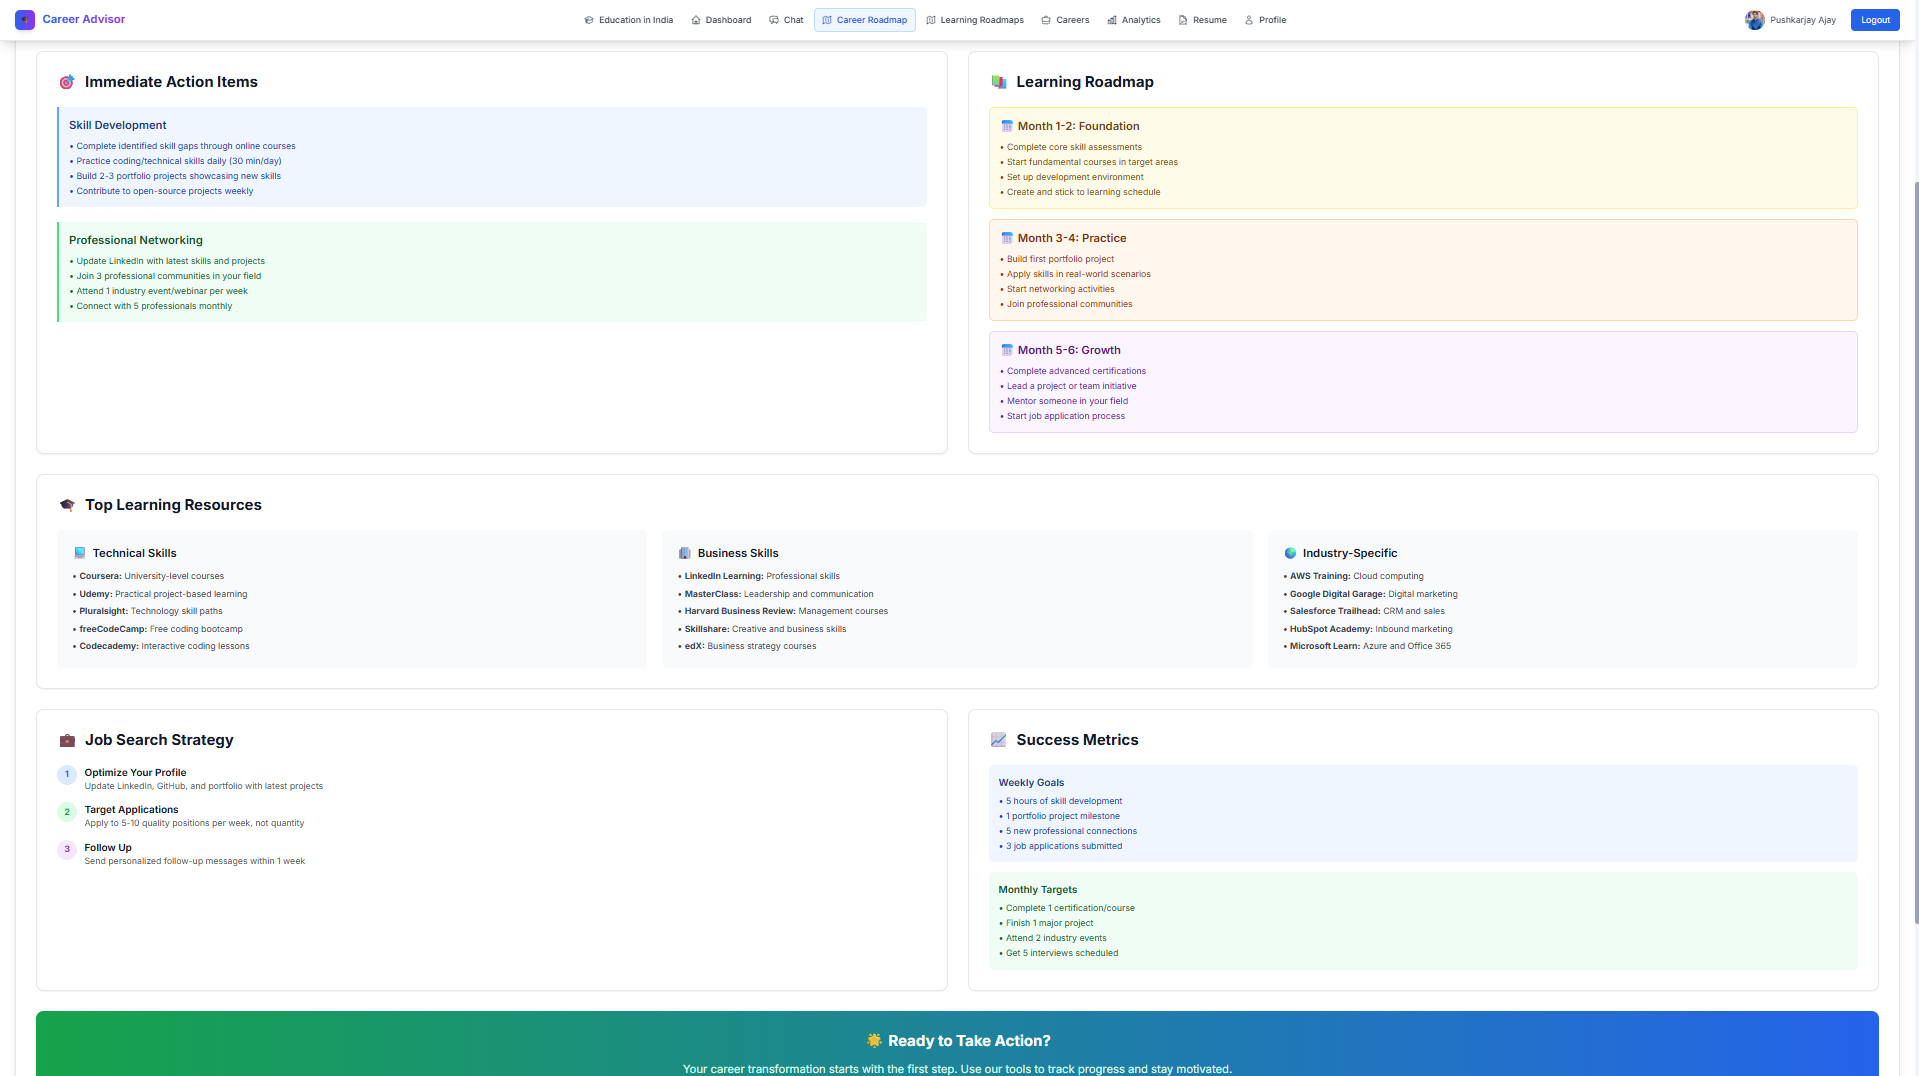 Career Advisor
Education in India
Dashboard
Chat
Career Roadmap
Learning Roadmaps
Careers
Analytics
Resume
Profile
Pushkarjay Ajay
Logout
Immediate Action Items
Skill Development
• Complete identified skill gaps through online courses
• Practice coding/technical skills daily (30 min/day)
• Build 2-3 portfolio projects showcasing new skills
• Contribute to open-source projects weekly
Professional Networking
• Update LinkedIn with latest skills and projects
• Join 3 professional communities in your field
• Attend 1 industry event/webinar per week
• Connect with 5 professionals monthly
Learning Roadmap
Month 1-2: Foundation
• Complete core skill assessments
• Start fundamental courses in target areas
• Set up development environment
• Create and stick to learning schedule
Month 3-4: Practice
• Build first portfolio project
• Apply skills in real-world scenarios
• Start networking activities
• Join professional communities
Month 5-6: Growth
• Complete advanced certifications
• Lead a project or team initiative
• Mentor someone in your field
• Start job application process
Top Learning Resources
Technical Skills
• Coursera: University-level courses
• Udemy: Practical project-based learning
• Pluralsight: Technology skill paths
• freeCodeCamp: Free coding bootcamp
• Codecademy: Interactive coding lessons
Business Skills
• LinkedIn Learning: Professional skills
• MasterClass: Leadership and communication
• Harvard Business Review: Management courses
• Skillshare: Creative and business skills
• edX: Business strategy courses
Industry-Specific
• AWS Training: Cloud computing
• Google Digital Garage: Digital marketing
• Salesforce Trailhead: CRM and sales
• HubSpot Academy: Inbound marketing
• Microsoft Learn: Azure and Office 365
Job Search Strategy
1
Optimize Your Profile
Update LinkedIn, GitHub, and portfolio with latest projects
2
Target Applications
Apply to 5-10 quality positions per week, not quantity
3
Follow Up
Send personalized follow-up messages within 1 week
Success Metrics
Weekly Goals
• 5 hours of skill development
• 1 portfolio project milestone
• 5 new professional connections
• 3 job applications submitted
Monthly Targets
• Complete 1 certification/course
• Finish 1 major project
• Attend 2 industry events
• Get 5 interviews scheduled
Ready to Take Action?
Your career transformation starts with the first step. Use our tools to track progress and stay motivated.